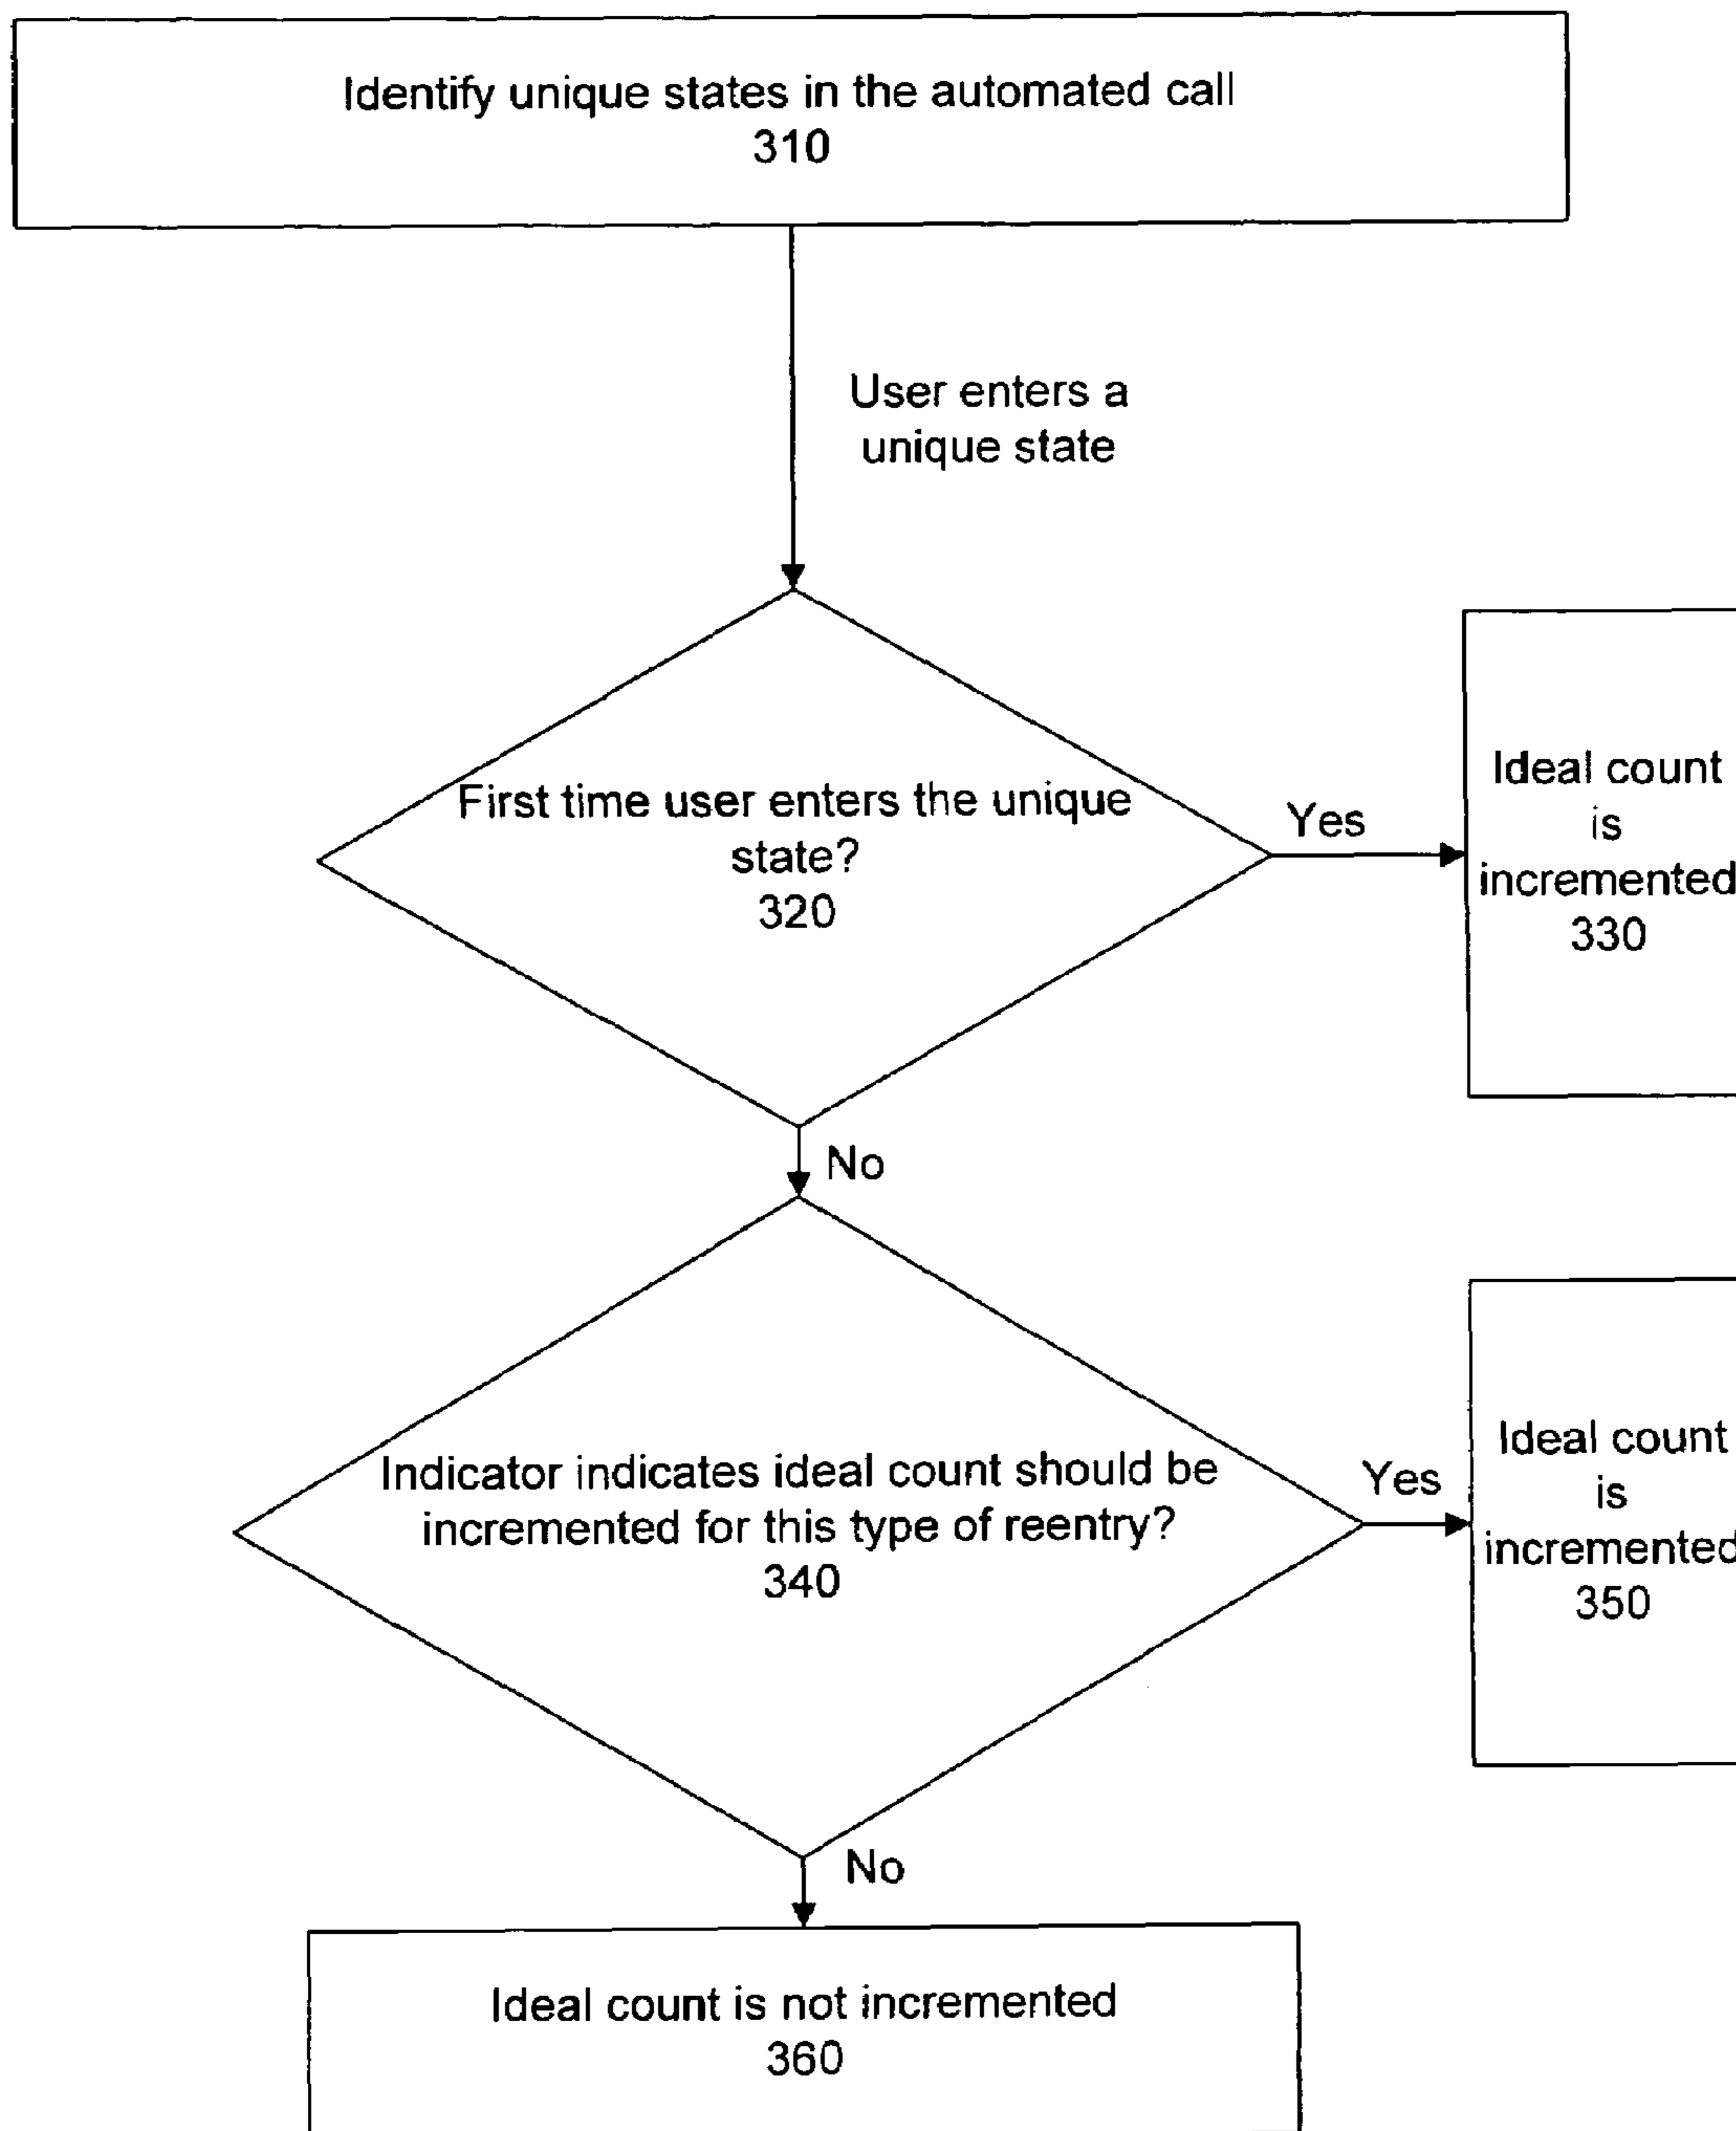 Identify unique states in the automated call
310
User enters a
unique state
First time user enters the unique
state?
320
Yes
Ideal count
is
incremented
330
No
Indicator indicates ideal count should be
incremented for this type of reentry?
340
Yes
Ideal count
is
incremented
350
No
Ideal count is not incremented
360